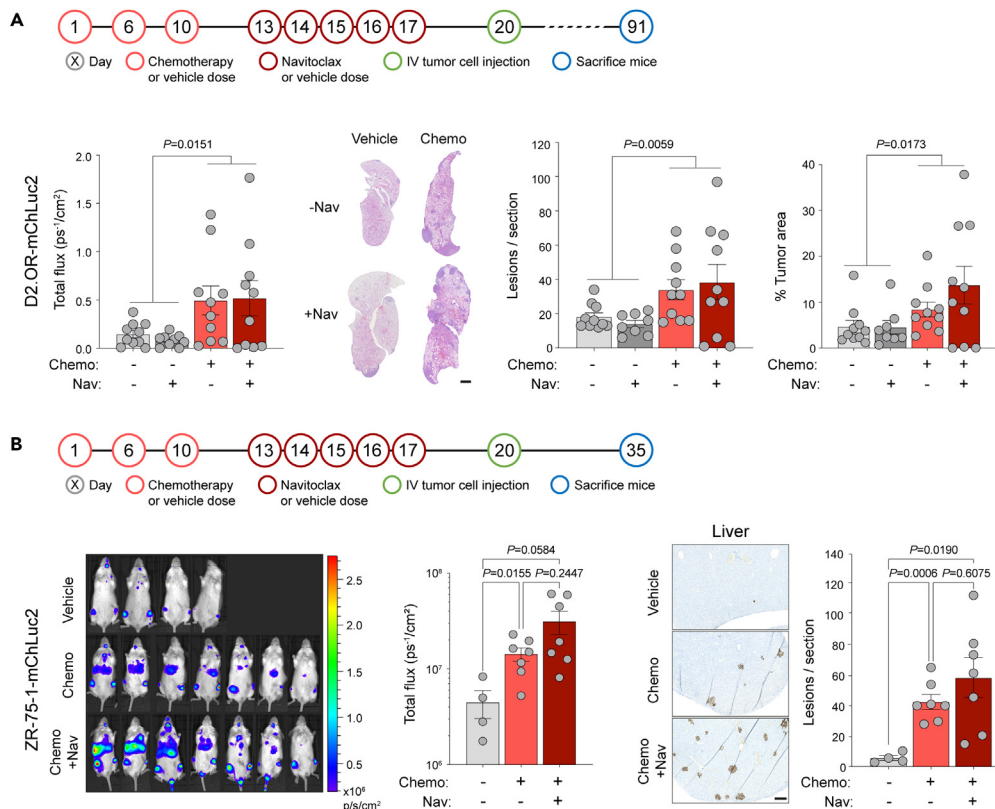 A
1 6 10 13 14 15 16 17 20 91
X Day Chemotherapy or vehicle dose Navitoclax or vehicle dose IV tumor cell injection Sacrifice mice
D2.OR-mChLuc2
Total flux (ps⁻¹/cm²)
2.0
1.5
1.0
0.5
0.0
P=0.0151
Chemo: - - + +
Nav: - + - +
Vehicle Chemo
-Nav
+Nav
Lesions / section
120
100
80
60
40
20
0
P=0.0059
- - + +
- + - +
% Tumor area
40
30
20
10
0
P=0.0173
Chemo: - - + +
Nav: - + - +
B
1 6 10 13 14 15 16 17 20 35
X Day Chemotherapy or vehicle dose Navitoclax or vehicle dose IV tumor cell injection Sacrifice mice
ZR-75-1-mChLuc2
Vehicle
Chemo
Chemo
+Nav
2.5
2.0
1.5
1.0
0.5
x10⁶
p/s/cm²
Total flux (ps⁻¹/cm²)
10⁸
10⁷
10⁶
P=0.0584
P=0.0155 P=0.2447
Chemo: - + +
Nav: - - +
Liver
Vehicle
Chemo
Chemo
+Nav
Lesions / section
140
120
100
80
60
40
20
0
P=0.0190
P=0.0006 P=0.6075
Chemo: - + +
Nav: - - +